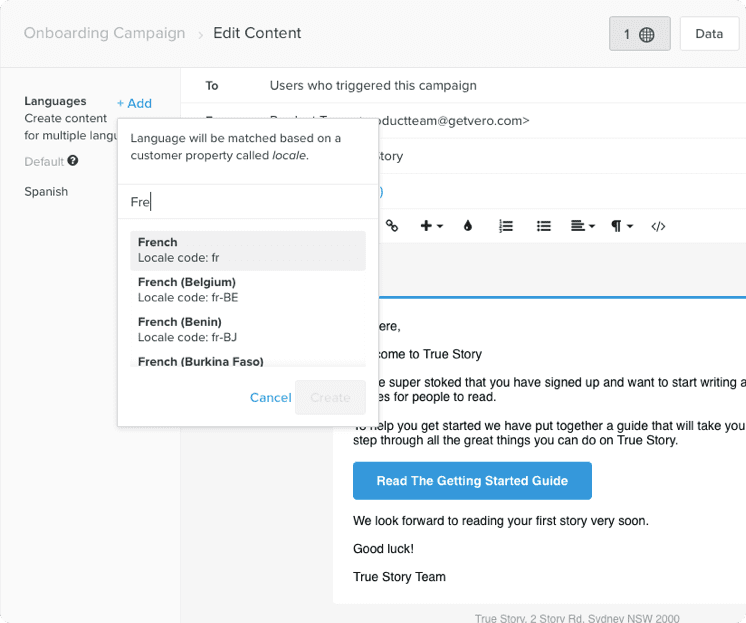 Onboarding Campaign › Edit Content
1
Data
Languages
+ Add
Create content
for multiple langu
Default ?
Spanish
To
Users who triggered this campaign
oductteam@getvero.com>
tory
Language will be matched based on a
customer property called locale.
Fre
French
Locale code: fr
French (Belgium)
Locale code: fr-BE
French (Benin)
Locale code: fr-BJ
French (Burkina Faso)
Cancel
Create
ere,
come to True Story
e super stoked that you have signed up and want to start writing a
es for people to read.
To help you get started we have put together a guide that will take you
step through all the great things you can do on True Story.
Read The Getting Started Guide
We look forward to reading your first story very soon.
Good luck!
True Story Team
True Story, 2 Story Rd, Sydney NSW 2000